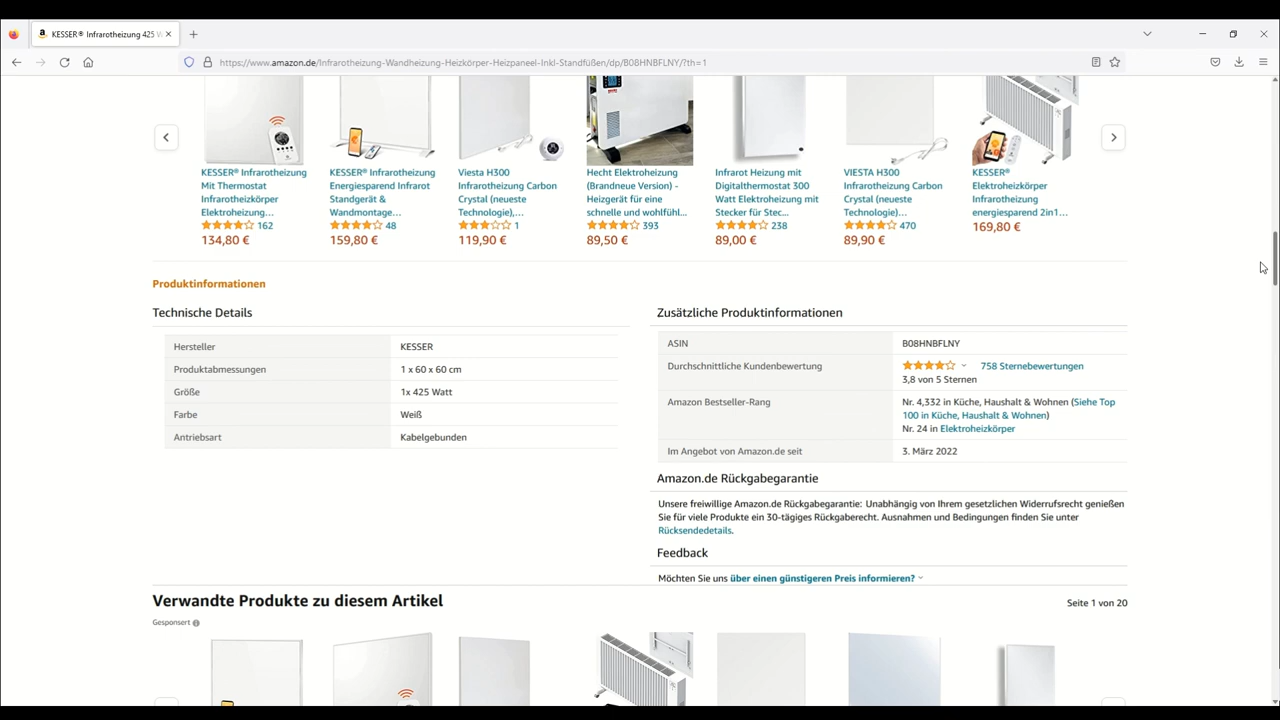 KESSER® Infrarotheizung 425 W
https://www.amazon.de/Infrarotheizung-Wandheizung-Heizkörper-Heizpaneel-Inkl-Standfüßen/dp/B08HNBFLNY/?th=1
KESSER® Infrarotheizung
Mit Thermostat
Infrarotheizkörper
Elektroheizung...
162
134,80 €
KESSER® Infrarotheizung
Energiesparend Infrarot
Standgerät &
Wandmontage...
48
159,80 €
Viesta H300
Infrarotheizung Carbon
Crystal (neueste
Technologie),...
1
119,90 €
Hecht Elektroheizung
(Brandneue Version) -
Heizgerät für eine
schnelle und wohlfühl...
393
89,50 €
Infrarot Heizung mit
Digitalthermostat 300
Watt Elektroheizung mit
Stecker für Stec...
238
89,00 €
VIESTA H300
Infrarotheizung Carbon
Crystal (neueste
Technologie)...
470
89,90 €
KESSER®
Elektroheizkörper
Infrarotheizung
energiesparend 2in1...
169,80 €
Produktinformationen
Technische Details
Hersteller KESSER
Produktabmessungen 1 x 60 x 60 cm
Größe 1x 425 Watt
Farbe Weiß
Antriebsart Kabelgebunden
Zusätzliche Produktinformationen
ASIN B08HNBFLNY
Durchschnittliche Kundenbewertung 758 Sternebewertungen
3,8 von 5 Sternen
Amazon Bestseller-Rang Nr. 4,332 in Küche, Haushalt & Wohnen (Siehe Top
100 in Küche, Haushalt & Wohnen)
Nr. 24 in Elektroheizkörper
Im Angebot von Amazon.de seit 3. März 2022
Amazon.de Rückgabegarantie
Unsere freiwillige Amazon.de Rückgabegarantie: Unabhängig von Ihrem gesetzlichen Widerrufsrecht genießen
Sie für viele Produkte ein 30-tägiges Rückgaberecht. Ausnahmen und Bedingungen finden Sie unter
Rücksendedetails.
Feedback
Möchten Sie uns über einen günstigeren Preis informieren?
Verwandte Produkte zu diesem Artikel
Seite 1 von 20
Gesponsert